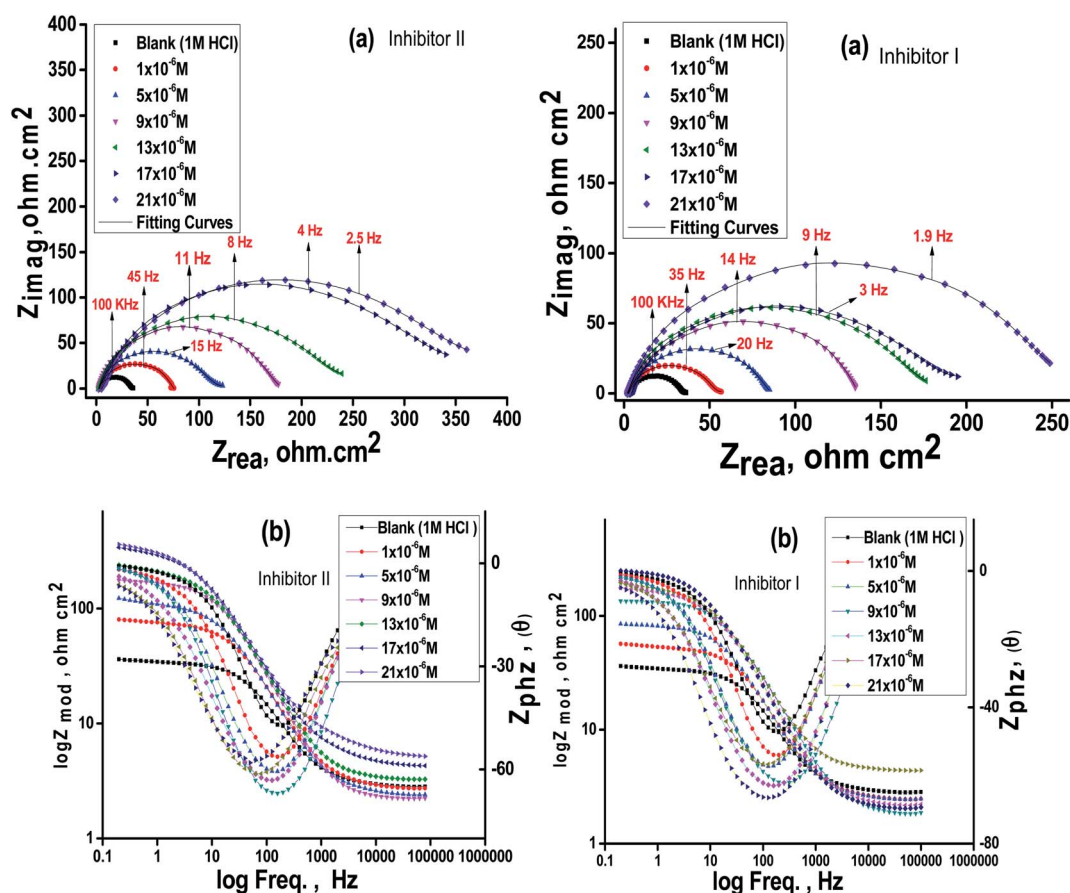 (a) Inhibitor II
Blank (1M HCl)
1x10⁻⁶M
5x10⁻⁶M
9x10⁻⁶M
13x10⁻⁶M
17x10⁻⁶M
21x10⁻⁶M
Fitting Curves
400
350
300
250
200
150
100
50
0
Zimag,ohm.cm²
100 KHz
45 Hz
11 Hz
8 Hz
4 Hz
2.5 Hz
15 Hz
0 50 100 150 200 250 300 350 400
Zrea, ohm.cm²
(a) Inhibitor I
Blank (1M HCl)
1x10⁻⁶M
5x10⁻⁶M
9x10⁻⁶M
13x10⁻⁶M
17x10⁻⁶M
21x10⁻⁶M
Fitting Curves
250
200
150
100
50
0
Zimag, ohm cm²
100 KHz
35 Hz
14 Hz
9 Hz
1.9 Hz
3 Hz
20 Hz
0 50 100 150 200 250
Zrea, ohm cm²
(b)
Inhibitor II
Blank (1M HCl )
1x10⁻⁶M
5x10⁻⁶M
9x10⁻⁶M
13x10⁻⁶M
17x10⁻⁶M
21x10⁻⁶M
100
10
1
logZ mod , ohm cm²
0
-30
-60
Zphz , (θ)
0.1 1 10 100 1000 10000 100000 1000000
log Freq. , Hz
(b)
Inhibitor I
Blank (1M HCl )
1x10⁻⁶M
5x10⁻⁶M
9x10⁻⁶M
13x10⁻⁶M
17x10⁻⁶M
21x10⁻⁶M
100
10
1
logZ mod , ohm cm²
0
-40
-80
Zphz , (θ)
0.1 1 10 100 1000 10000 100000 1000000
log Freq. , Hz